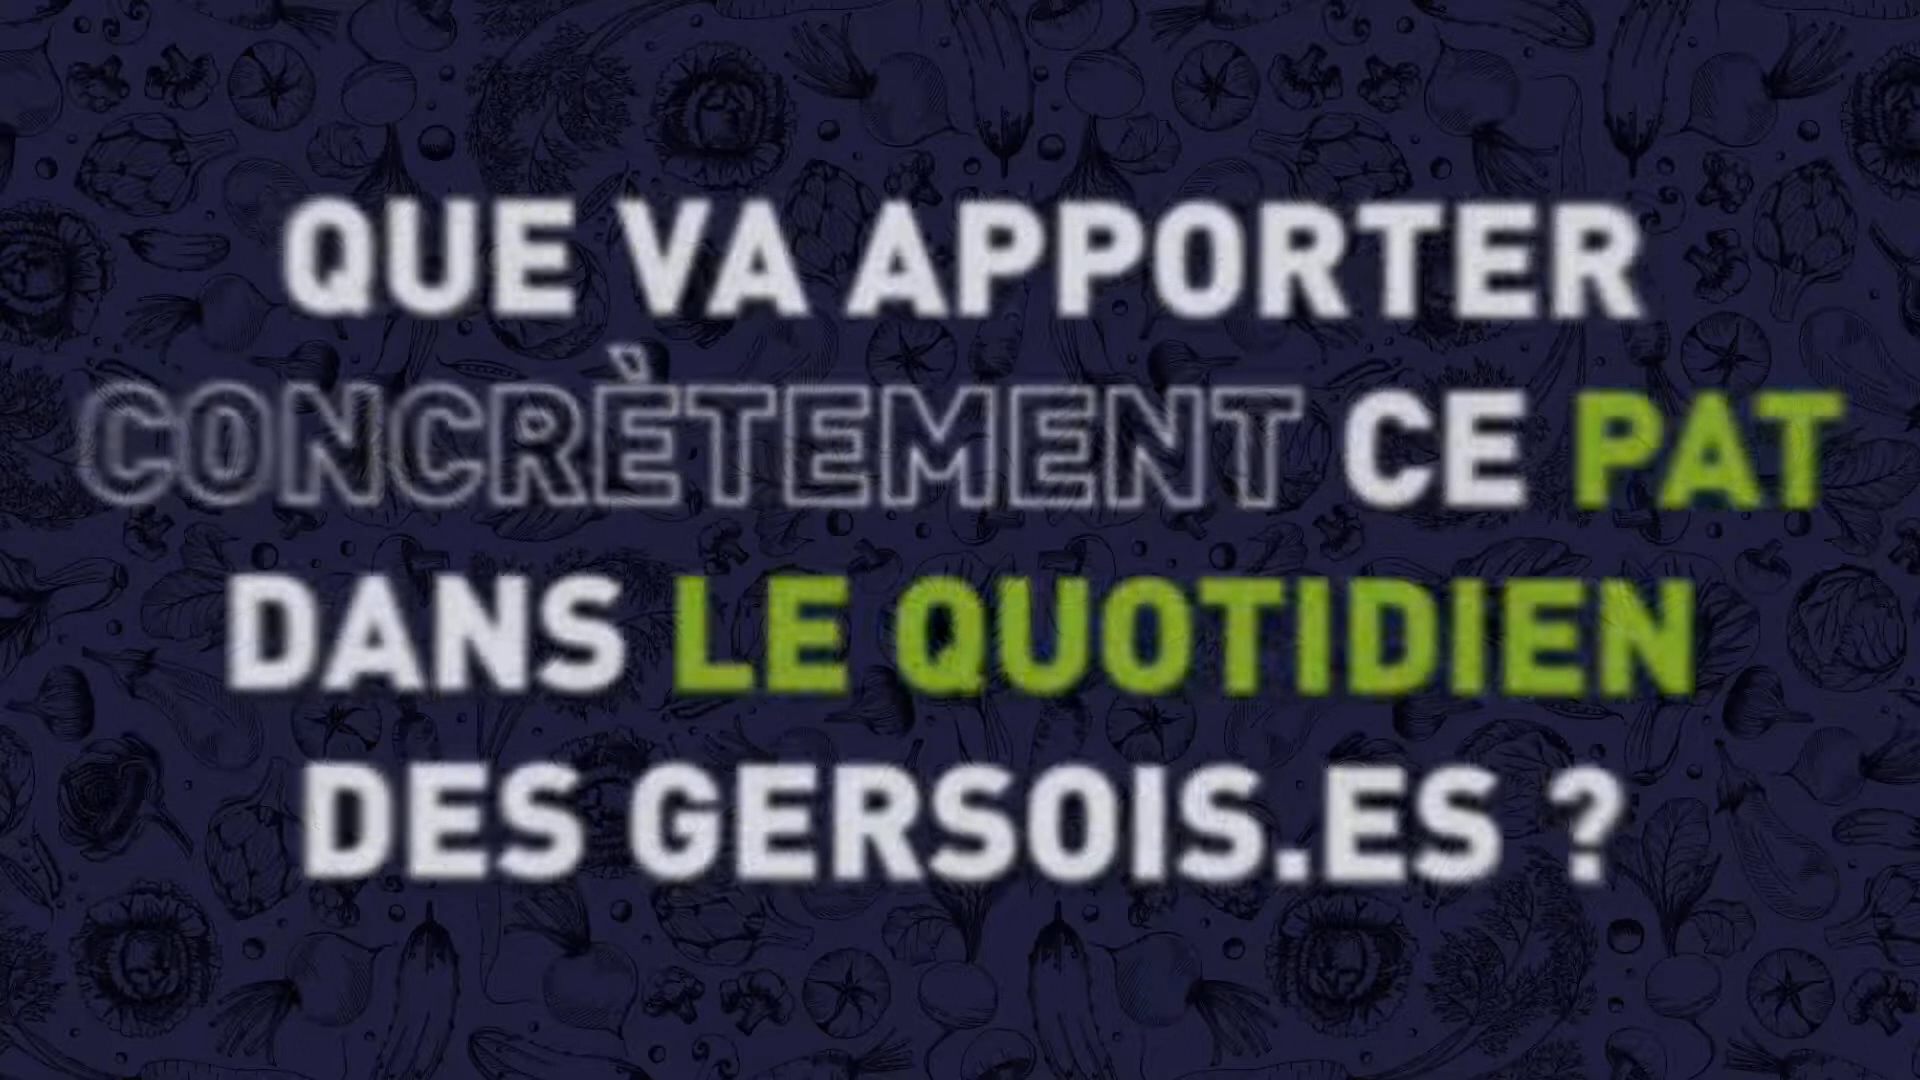 QUE VA APPORTER
CONCRÈTEMENT CE PAT
DANS LE QUOTIDIEN
DES GERSOIS.ES ?